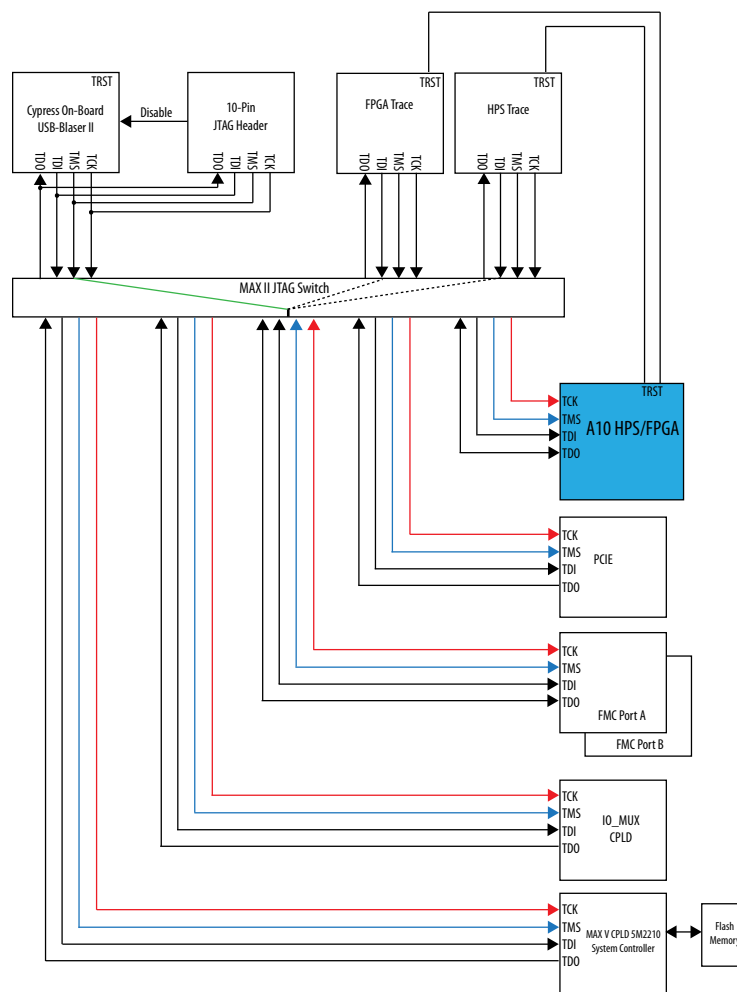 TRST
Cypress On-Board
USB-Blaser II
TDO
TDI
TMS
TCK
Disable
10-Pin
JTAG Header
TDO
TDI
TMS
TCK
TRST
FPGA Trace
TDO
TDI
TMS
TCK
TRST
HPS Trace
TDO
TDI
TMS
TCK
MAX II JTAG Switch
TRST
TCK
TMS
A10 HPS/FPGA
TDI
TDO
TCK
TMS
PCIE
TDI
TDO
TCK
TMS
TDI
TDO
FMC Port A
FMC Port B
TCK
TMS
IO_MUX
CPLD
TDI
TDO
TCK
TMS
MAX V CPLD 5M2210
System Controller
TDI
TDO
Flash
Memory